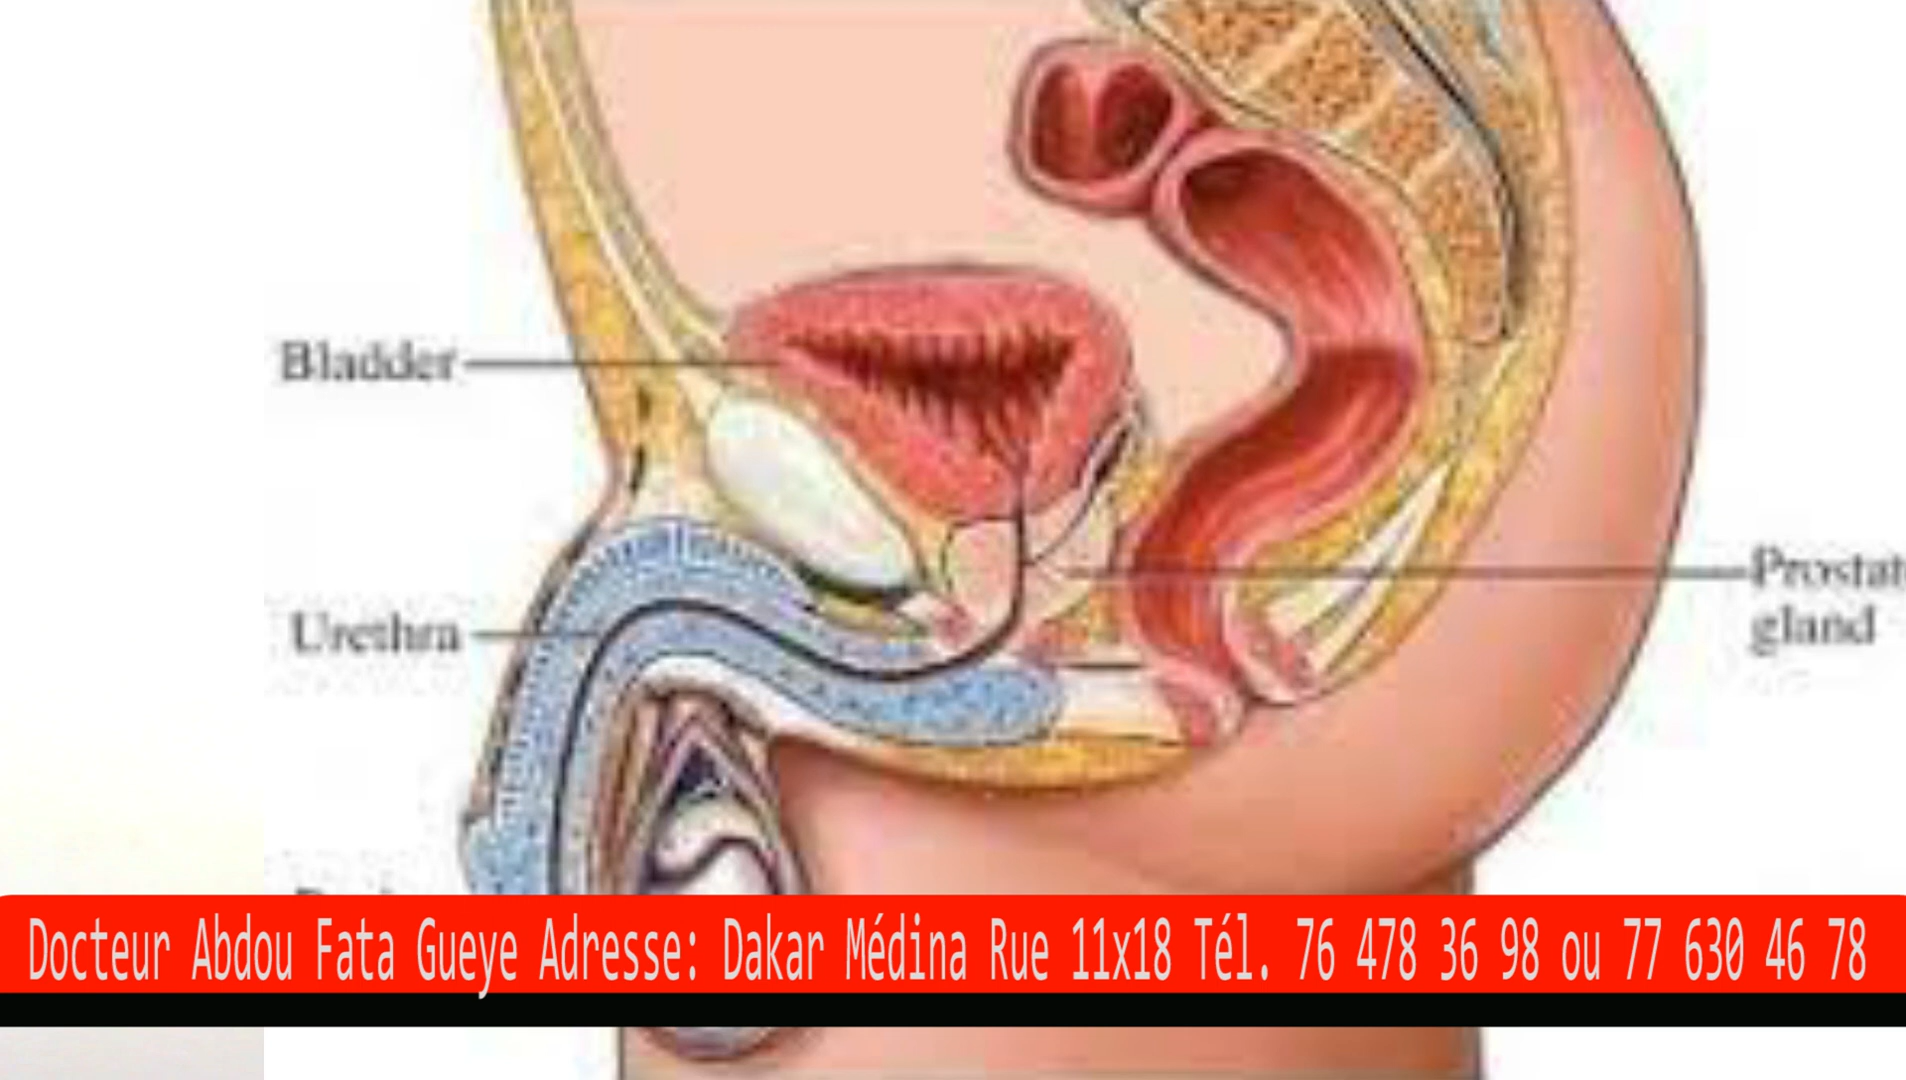 Bladder
Urethra
gland
Docteur Abdou Fata Gueye Adresse: Dakar Médina Rue 11x18 Tél. 76 478 36 98 ou 77 630 46 78